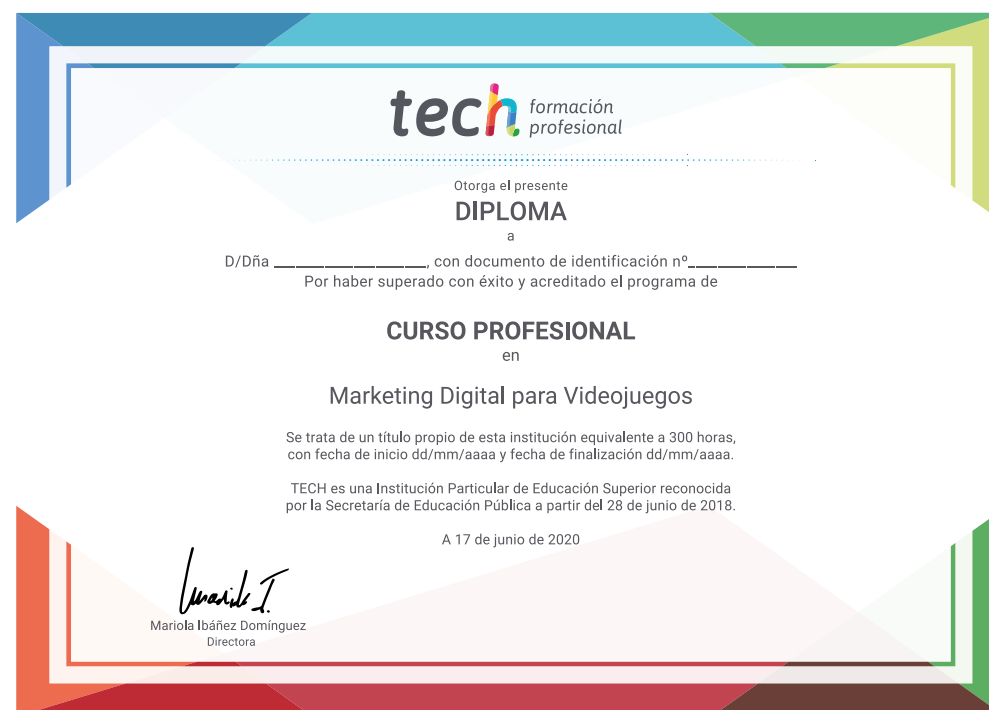 tech formación
profesional
Otorga el presente
DIPLOMA
a
D/Dña ______________, con documento de identificación nº__________
Por haber superado con éxito y acreditado el programa de
CURSO PROFESIONAL
en
Marketing Digital para Videojuegos
Se trata de un título propio de esta institución equivalente a 300 horas,
con fecha de inicio dd/mm/aaaa y fecha de finalización dd/mm/aaaa.
TECH es una Institución Particular de Educación Superior reconocida
por la Secretaría de Educación Pública a partir del 28 de junio de 2018.
A 17 de junio de 2020
Mariola I.
Mariola Ibáñez Domínguez
Directora